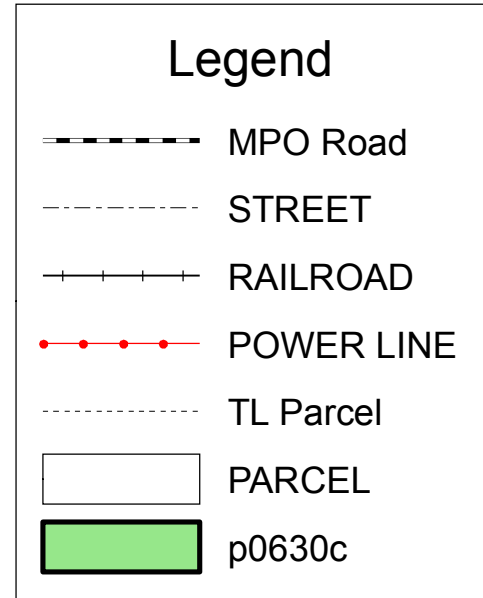 Legend
MPO Road
STREET
RAILROAD
POWER LINE
TL Parcel
PARCEL
p0630c